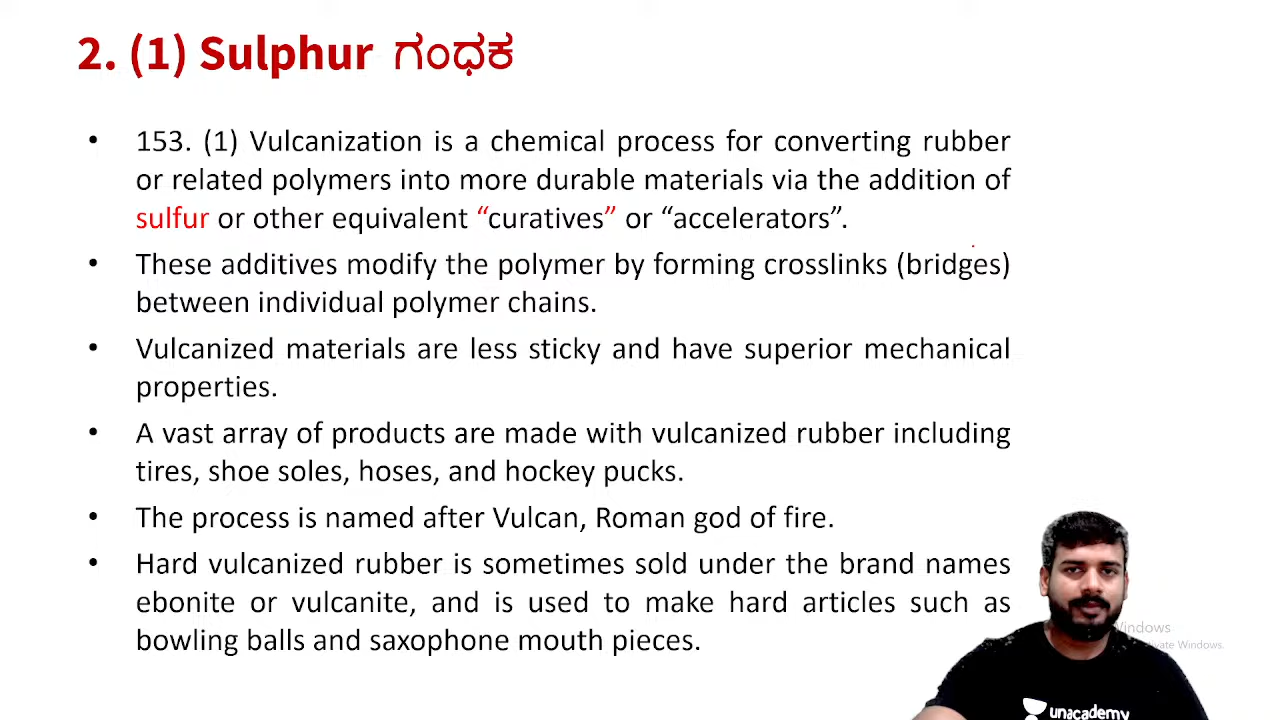 2. (1) Sulphur ಗಂಧಕ
• 153. (1) Vulcanization is a chemical process for converting rubber
or related polymers into more durable materials via the addition of
sulfur or other equivalent “curatives” or “accelerators”.
• These additives modify the polymer by forming crosslinks (bridges)
between individual polymer chains.
• Vulcanized materials are less sticky and have superior mechanical
properties.
• A vast array of products are made with vulcanized rubber including
tires, shoe soles, hoses, and hockey pucks.
• The process is named after Vulcan, Roman god of fire.
• Hard vulcanized rubber is sometimes sold under the brand names
ebonite or vulcanite, and is used to make hard articles such as
bowling balls and saxophone mouth pieces.
Windows
Windows.
unacademy